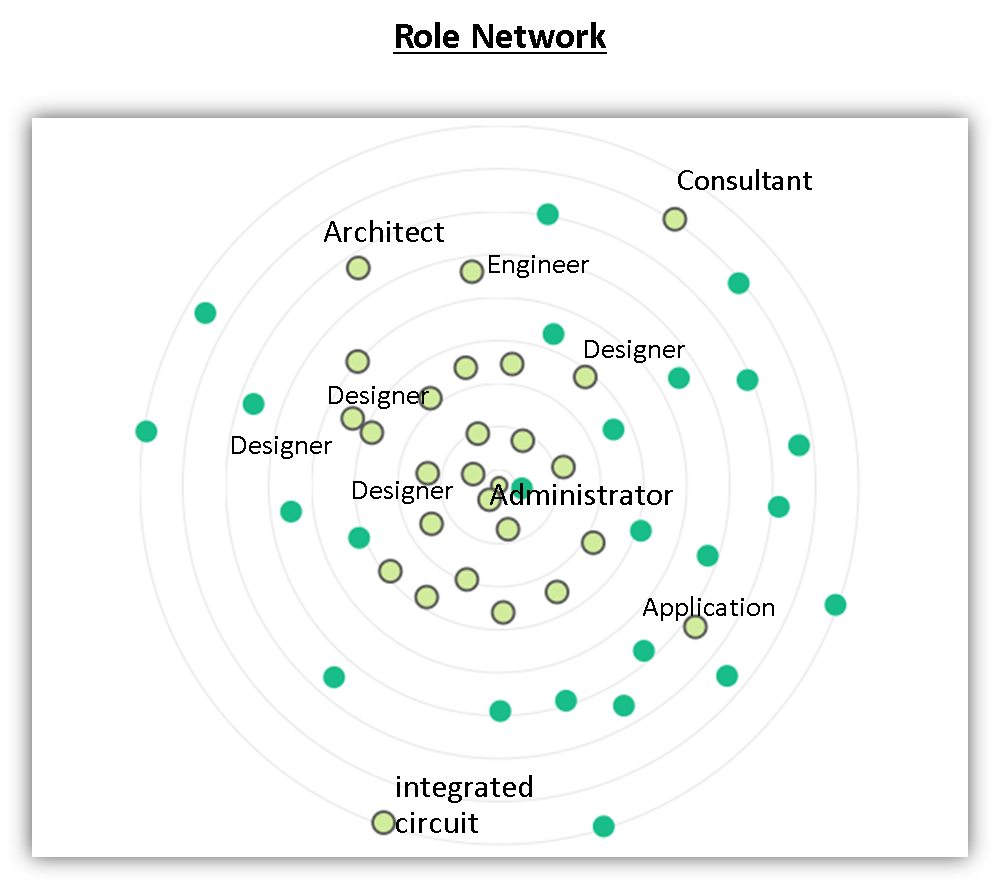 Role Network
Consultant
Architect
Engineer
Designer
Designer
Designer
Designer
Administrator
Application
integrated
circuit